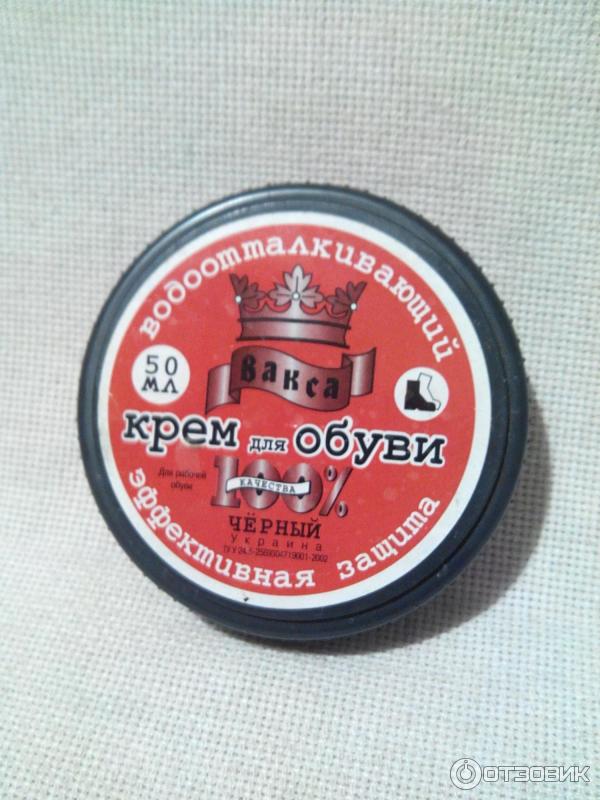 водоотталкивающий
Вакса
50
мл
крем для обуви
Для рабочей
обуви
100%
КАЧЕСТВА
ЧЁРНЫЙ
Украина
эффективная защита
ОТЗОВИК